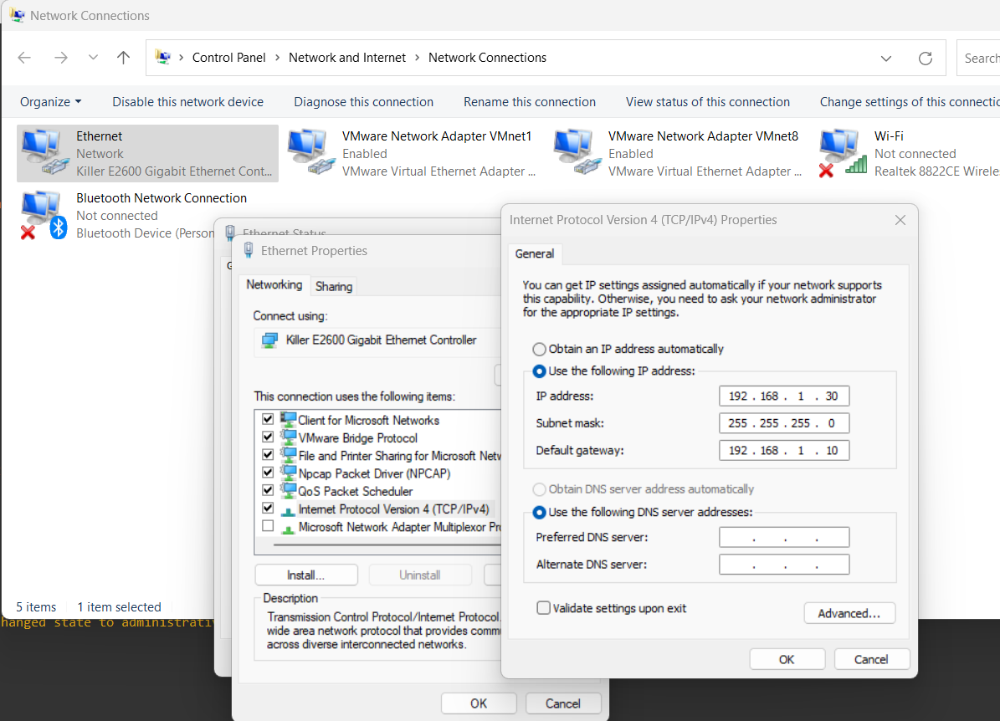 Network Connections
Control Panel > Network and Internet > Network Connections
Search
Organize Disable this network device Diagnose this connection Rename this connection View status of this connection Change settings of this connectio
Ethernet
Network
Killer E2600 Gigabit Ethernet Cont...
VMware Network Adapter VMnet1
Enabled
VMware Virtual Ethernet Adapter ...
VMware Network Adapter VMnet8
Enabled
VMware Virtual Ethernet Adapter ...
Wi-Fi
Not connected
Realtek 8822CE Wireles
Bluetooth Network Connection
Not connected
Bluetooth Device (Person
Ethernet Status
G
Ethernet Properties
Networking Sharing
Connect using:
Killer E2600 Gigabit Ethernet Controller
This connection uses the following items:
Client for Microsoft Networks
VMware Bridge Protocol
File and Printer Sharing for Microsoft Netw
Npcap Packet Driver (NPCAP)
QoS Packet Scheduler
Internet Protocol Version 4 (TCP/IPv4)
Microsoft Network Adapter Multiplexor Pr
Install... Uninstall
Description
Transmission Control Protocol/Internet Protocol.
wide area network protocol that provides comm
across diverse interconnected networks.
OK Cancel
Internet Protocol Version 4 (TCP/IPv4) Properties
General
You can get IP settings assigned automatically if your network supports
this capability. Otherwise, you need to ask your network administrator
for the appropriate IP settings.
Obtain an IP address automatically
Use the following IP address:
IP address: 192 . 168 . 1 . 30
Subnet mask: 255 . 255 . 255 . 0
Default gateway: 192 . 168 . 1 . 10
Obtain DNS server address automatically
Use the following DNS server addresses:
Preferred DNS server: . . .
Alternate DNS server: . . .
Validate settings upon exit
Advanced...
OK Cancel
5 items 1 item selected
hanged state to administrativ